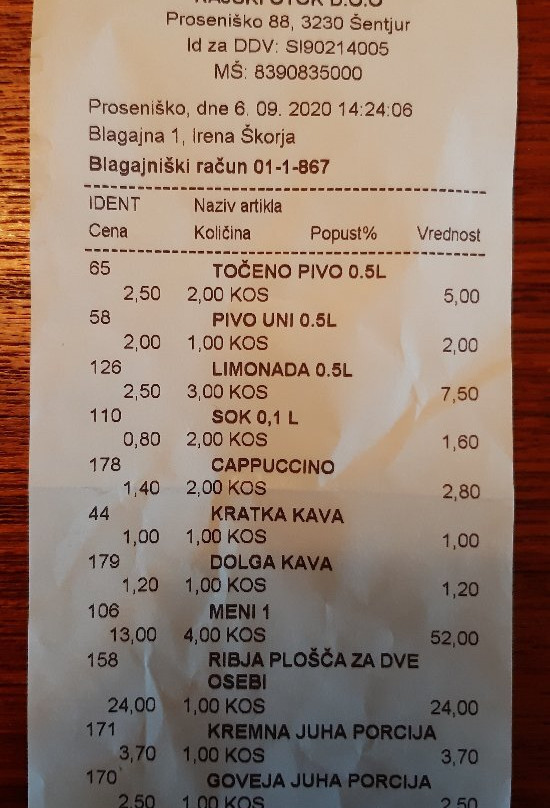 Proseniško 88, 3230 Šentjur
Id za DDV: SI90214005
MŠ: 8390835000
Proseniško, dne 6. 09. 2020 14:24:06
Blagajna 1, Irena Škorja
Blagajniški račun 01-1-867
IDENT Naziv artikla
Cena Količina Popust% Vrednost
65 TOČENO PIVO 0.5L
2,50 2,00 KOS 5,00
58 PIVO UNI 0.5L
2,00 1,00 KOS 2,00
126 LIMONADA 0.5L
2,50 3,00 KOS 7,50
110 SOK 0,1 L
0,80 2,00 KOS 1,60
178 CAPPUCCINO
1,40 2,00 KOS 2,80
44 KRATKA KAVA
1,00 1,00 KOS 1,00
179 DOLGA KAVA
1,20 1,00 KOS 1,20
106 MENI 1
13,00 4,00 KOS 52,00
158 RIBJA PLOŠČA ZA DVE
OSEBI
24,00 1,00 KOS 24,00
171 KREMNA JUHA PORCIJA
3,70 1,00 KOS 3,70
170 GOVEJA JUHA PORCIJA
2,50 1,00 KOS 2,50